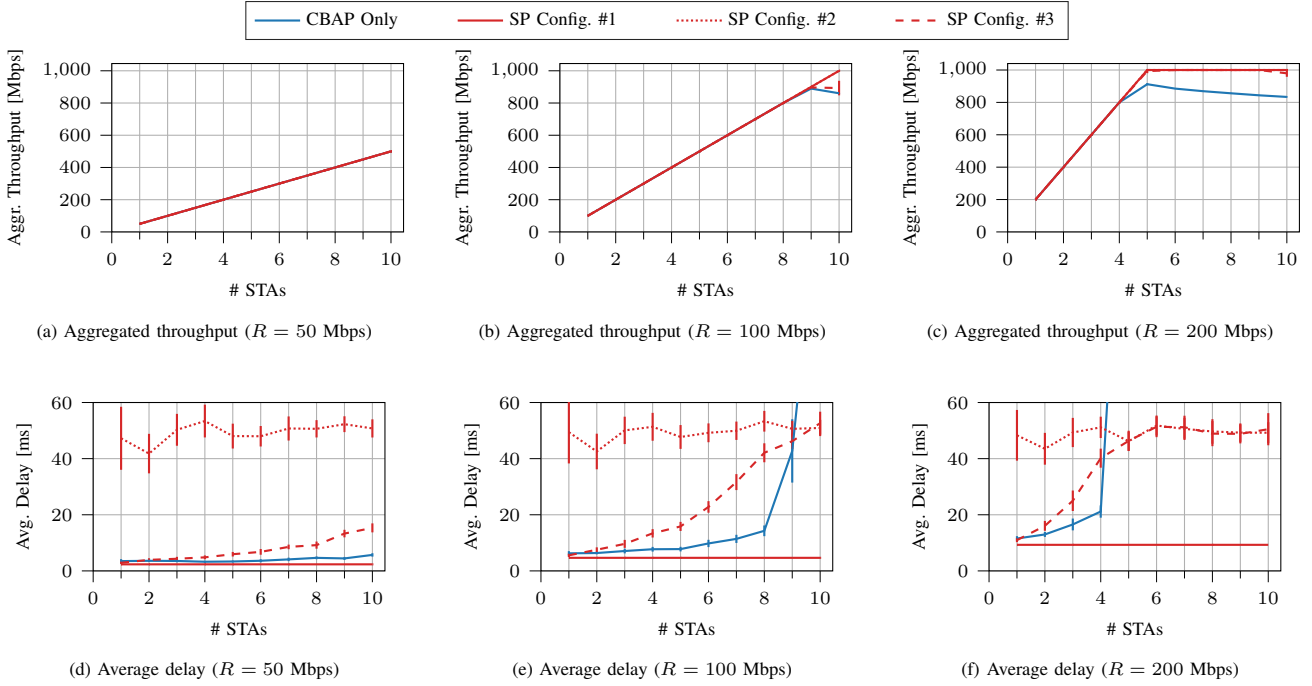 CBAP Only SP Config. #1 SP Config. #2 SP Config. #3
Aggr. Throughput [Mbps]
1,000
800
600
400
200
0
0 2 4 6 8 10
# STAs
(a) Aggregated throughput (R = 50 Mbps)
Aggr. Throughput [Mbps]
1,000
800
600
400
200
0
0 2 4 6 8 10
# STAs
(b) Aggregated throughput (R = 100 Mbps)
Aggr. Throughput [Mbps]
1,000
800
600
400
200
0
0 2 4 6 8 10
# STAs
(c) Aggregated throughput (R = 200 Mbps)
Avg. Delay [ms]
60
40
20
0
0 2 4 6 8 10
# STAs
(d) Average delay (R = 50 Mbps)
Avg. Delay [ms]
60
40
20
0
0 2 4 6 8 10
# STAs
(e) Average delay (R = 100 Mbps)
Avg. Delay [ms]
60
40
20
0
0 2 4 6 8 10
# STAs
(f) Average delay (R = 200 Mbps)